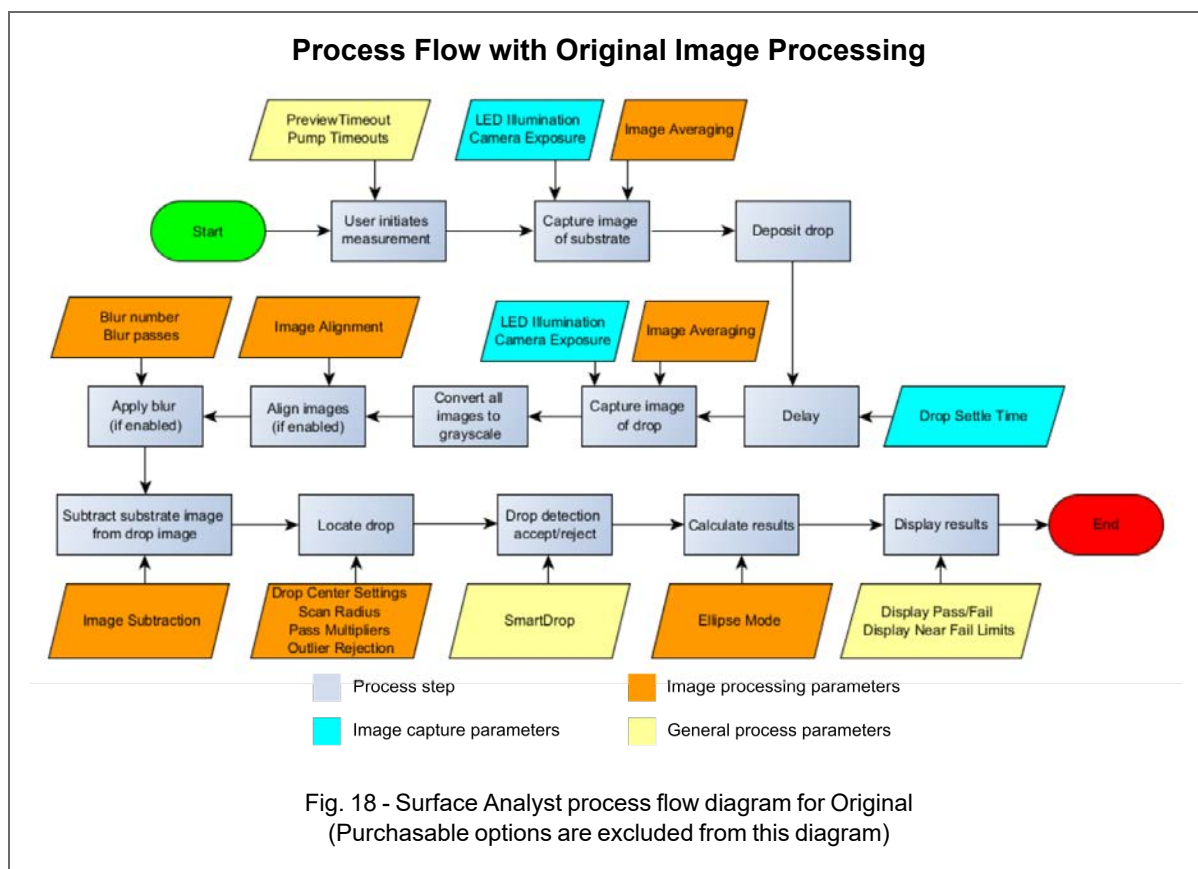 Process Flow with Original Image Processing
PreviewTimeout
Pump Timeouts
LED Illumination
Camera Exposure
Image Averaging
Start
User initiates
measurement
Capture image
of substrate
Deposit drop
Blur number
Blur passes
Image Alignment
LED Illumination
Camera Exposure
Image Averaging
Apply blur
(if enabled)
Align images
(if enabled)
Convert all
images to
grayscale
Capture image
of drop
Delay
Drop Settle Time
Subtract substrate image
from drop image
Locate drop
Drop detection
accept/reject
Calculate results
Display results
End
Image Subtraction
Drop Center Settings
Scan Radius
Pass Multipliers
Outlier Rejection
SmartDrop
Ellipse Mode
Display Pass/Fail
Display Near Fail Limits
Process step
Image processing parameters
Image capture parameters
General process parameters
Fig. 18 - Surface Analyst process flow diagram for Original
(Purchasable options are excluded from this diagram)